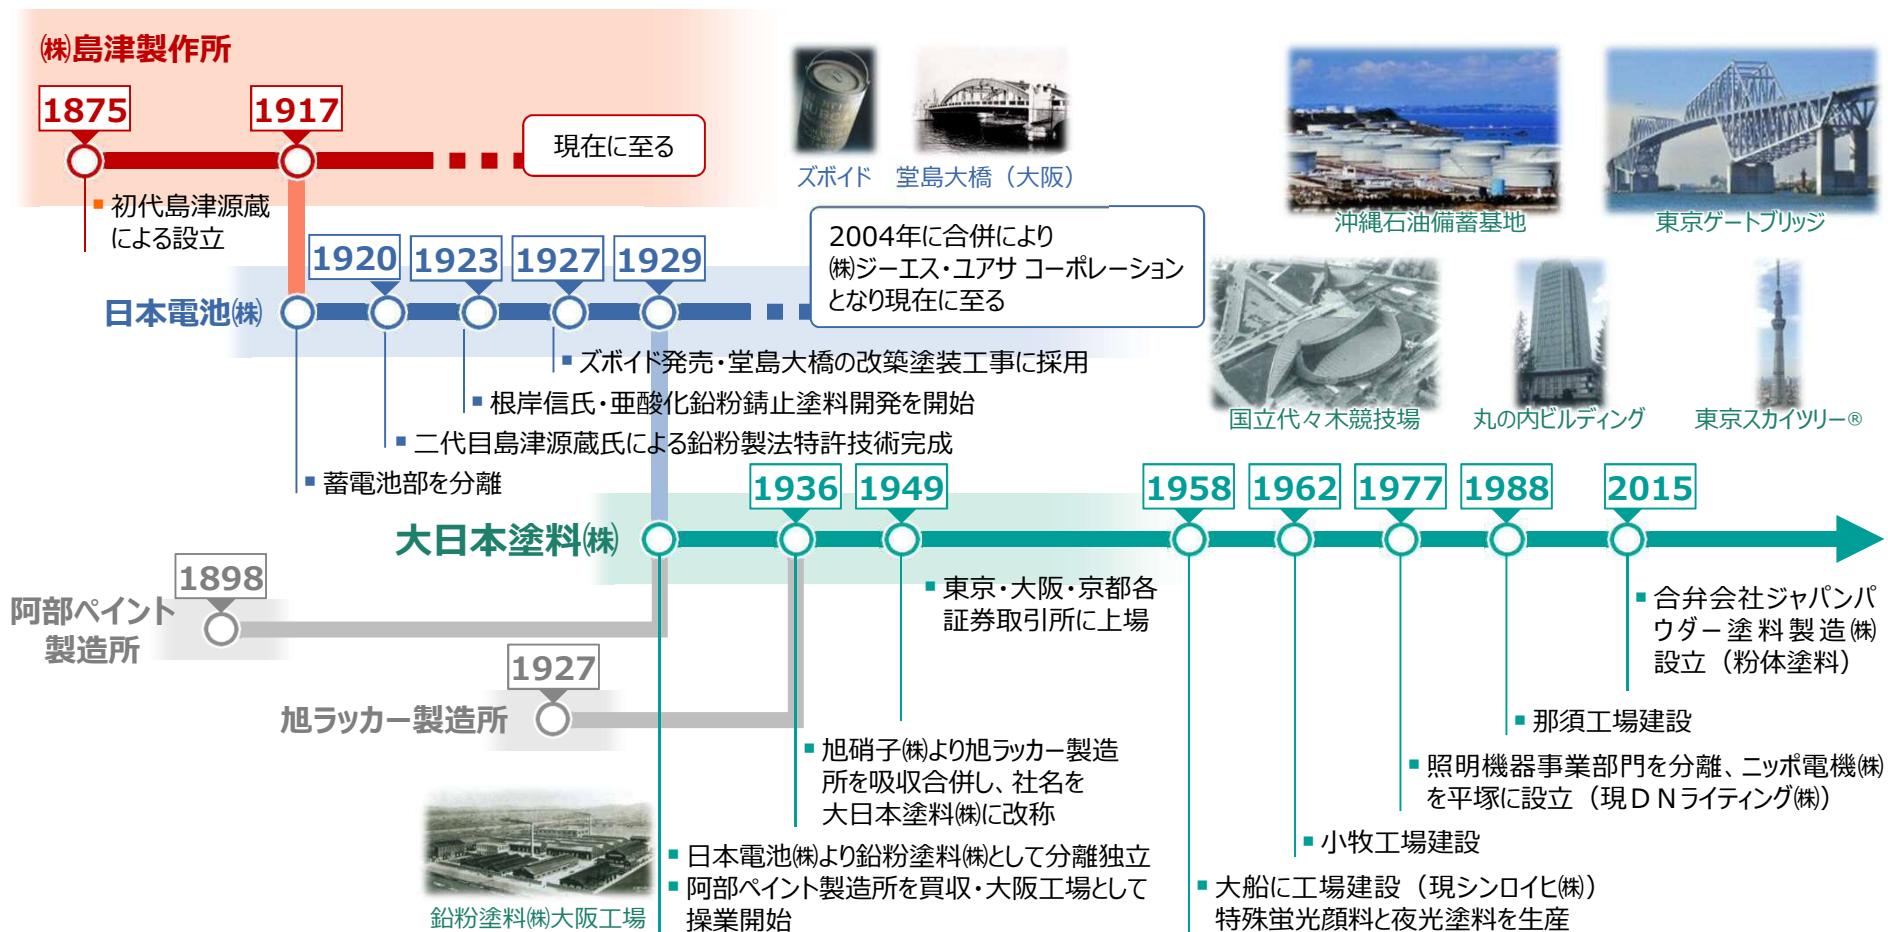 ㈱島津製作所
1875
1917
現在に至る
▪ 初代島津源蔵
による設立
ズボイド
堂島大橋（大阪）
沖縄石油備蓄基地
東京ゲートブリッジ
国立代々木競技場
丸の内ビルディング
東京スカイツリー®
日本電池㈱
1920
1923
1927
1929
2004年に合併により
㈱ジーエス・ユアサ コーポレーション
となり現在に至る
▪ ズボイド発売・堂島大橋の改築塗装工事に採用
▪ 根岸信氏・亜酸化鉛粉錆止塗料開発を開始
▪ 二代目島津源蔵氏による鉛粉製法特許技術完成
▪ 蓄電池部を分離
大日本塗料㈱
1936
1949
1958
1962
1977
1988
2015
▪ 東京・大阪・京都各
証券取引所に上場
▪ 合弁会社ジャパンパ
ウダー塗料製造㈱
設立（粉体塗料）
阿部ペイント
製造所
1898
旭ラッカー製造所
1927
▪ 旭硝子㈱より旭ラッカー製造
所を吸収合併し、社名を
大日本塗料㈱に改称
▪ 那須工場建設
▪ 照明機器事業部門を分離、ニッポ電機㈱
を平塚に設立（現ＤＮライティング㈱）
▪ 小牧工場建設
▪ 日本電池㈱より鉛粉塗料㈱として分離独立
▪ 阿部ペイント製造所を買収・大阪工場として
操業開始
▪ 大船に工場建設（現シンロイヒ㈱）
特殊蛍光顔料と夜光塗料を生産
鉛粉塗料㈱大阪工場